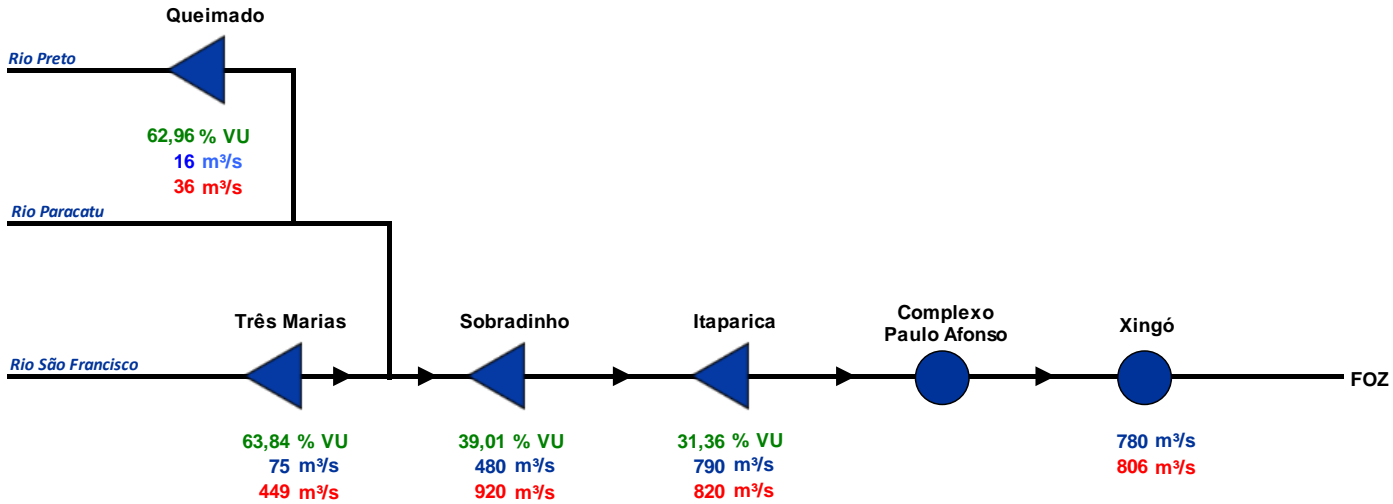 Queimado
Rio Preto
62,96 % VU
16 m³/s
36 m³/s
Rio Paracatu
Três Marias
Sobradinho
Itaparica
Complexo
Paulo Afonso
Xingó
Rio São Francisco
FOZ
63,84 % VU
75 m³/s
449 m³/s
39,01 % VU
480 m³/s
920 m³/s
31,36 % VU
790 m³/s
820 m³/s
780 m³/s
806 m³/s